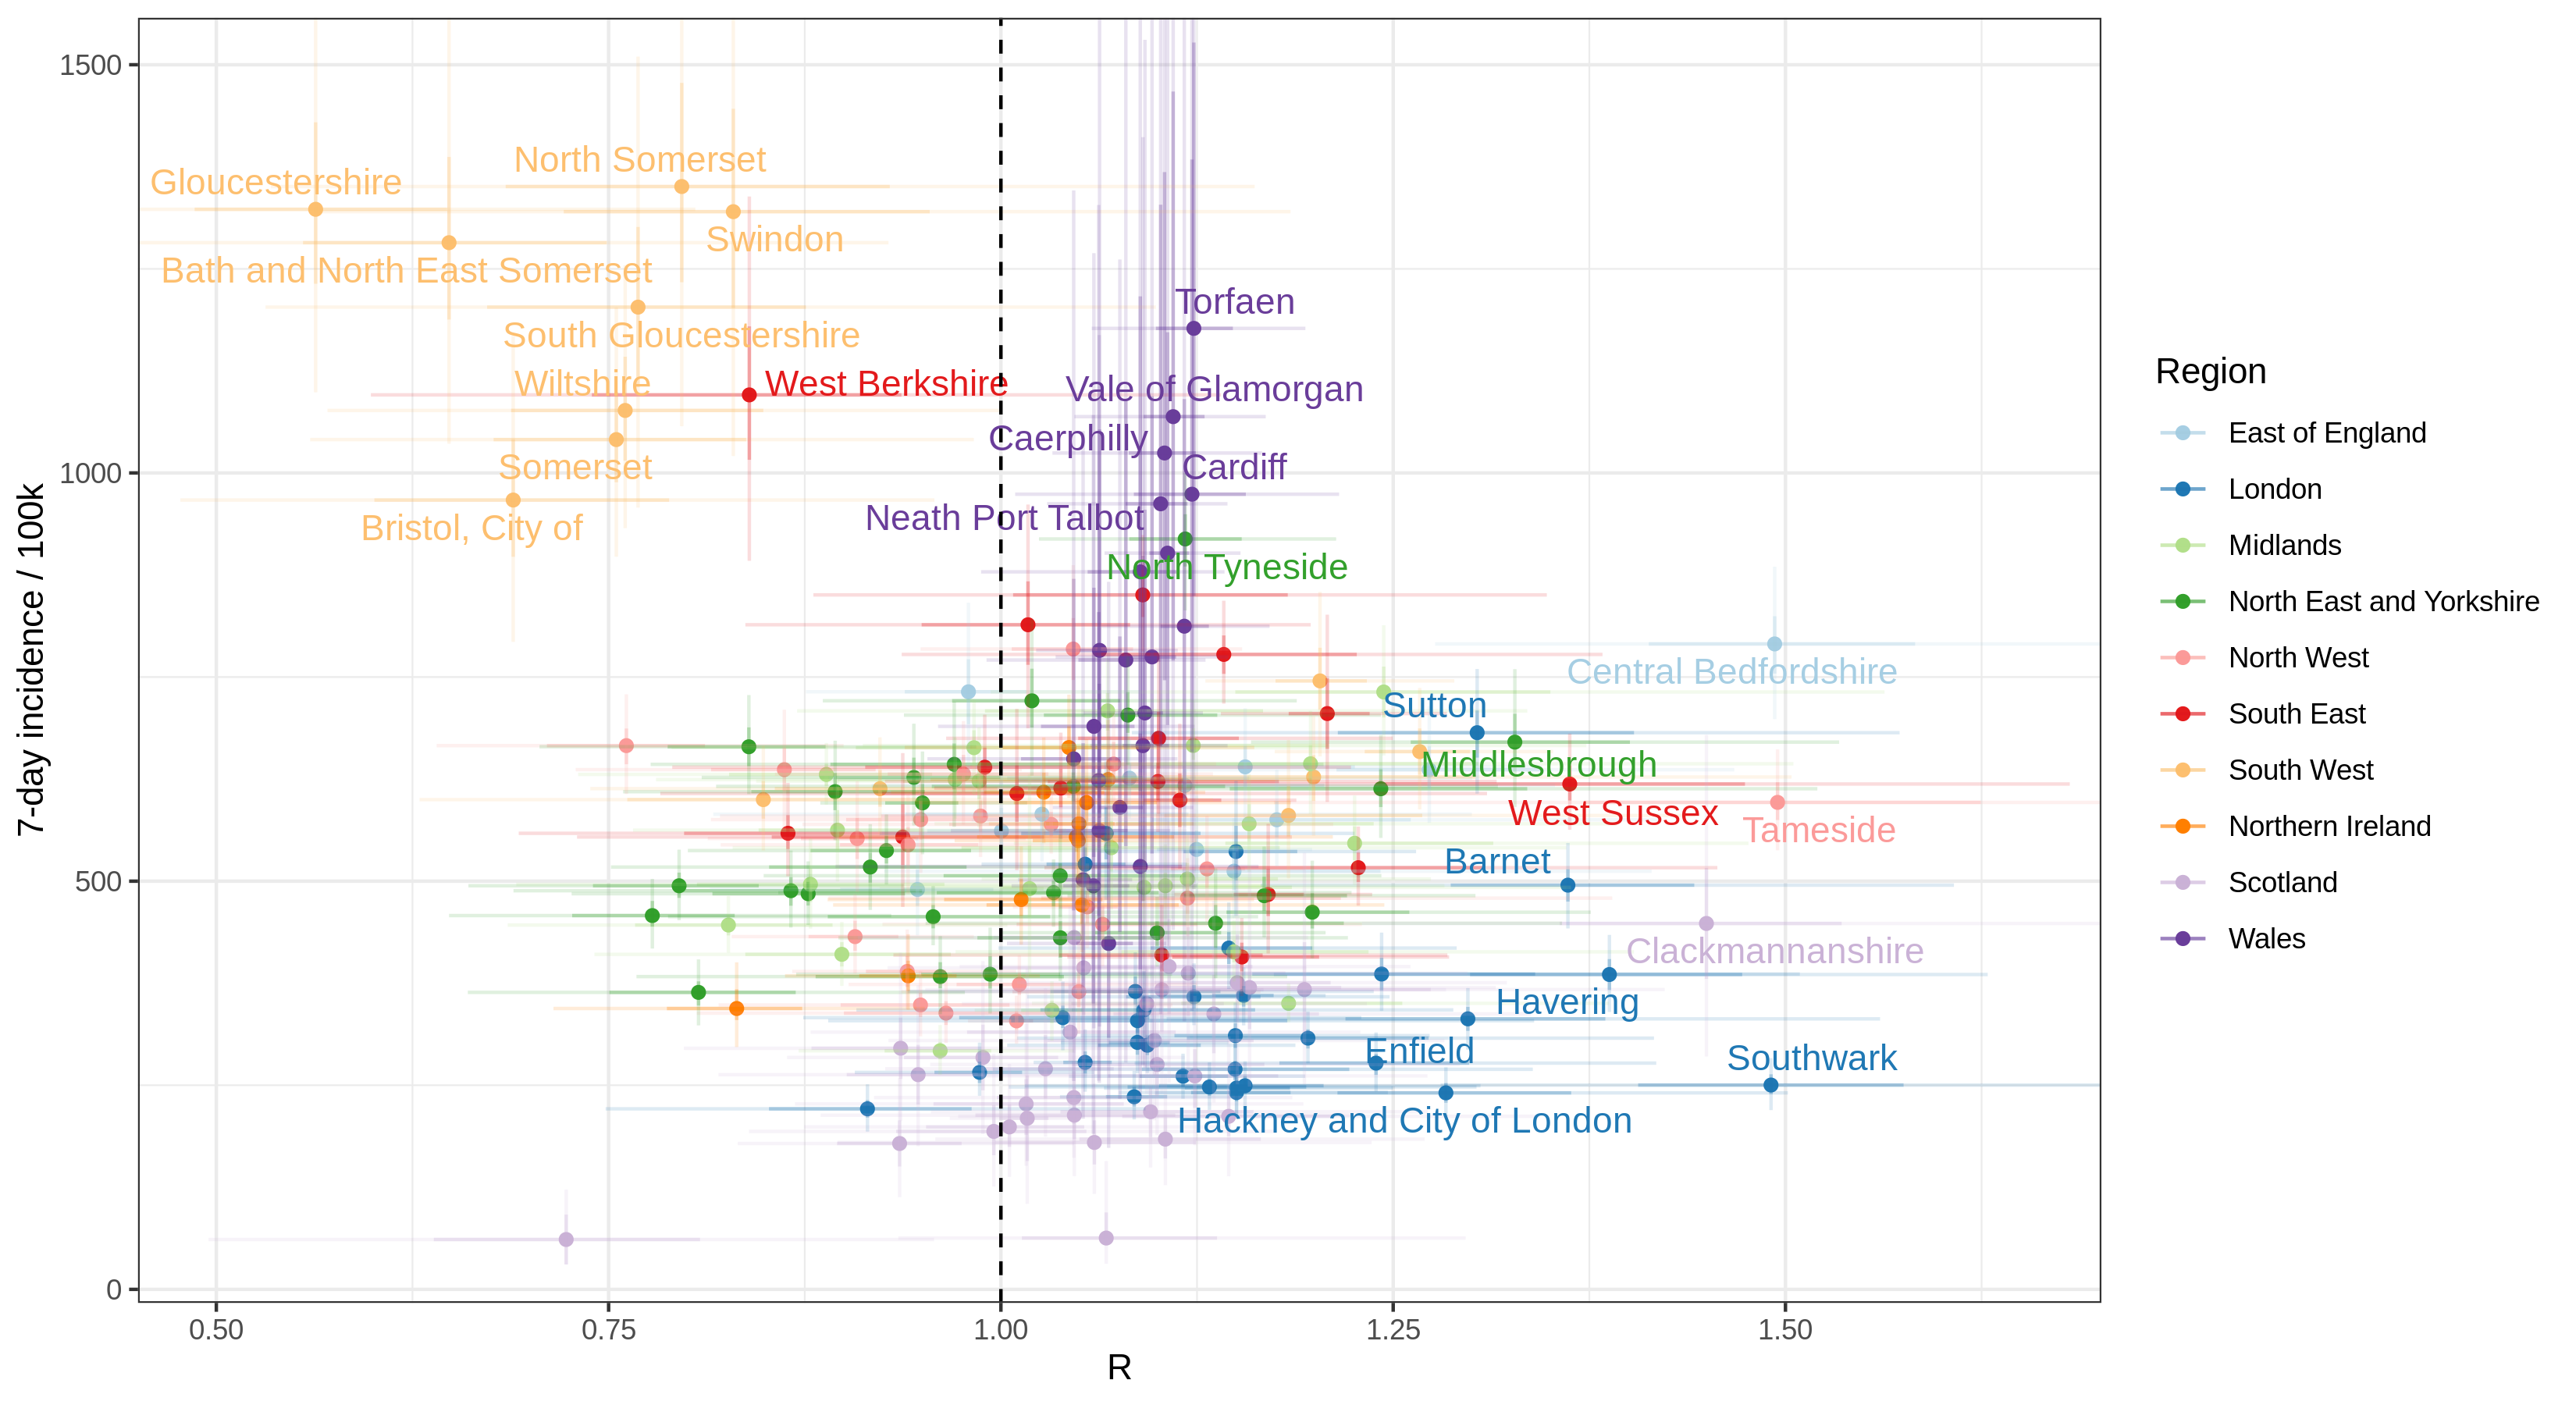 1500
North Somerset
Gloucestershire
Swindon
Bath and North East Somerset
Torfaen
South Gloucestershire
Wiltshire
West Berkshire
Vale of Glamorgan
Caerphilly
1000
Somerset
Cardiff
Neath Port Talbot
Bristol, City of
North Tyneside
Central Bedfordshire
Sutton
Middlesbrough
West Sussex
Tameside
Barnet
500
Clackmannanshire
Havering
Enfield
Southwark
Hackney and City of London
0
0.50
0.75
1.00
1.25
1.50
R
7-day incidence / 100k
Region
East of England
London
Midlands
North East and Yorkshire
North West
South East
South West
Northern Ireland
Scotland
Wales